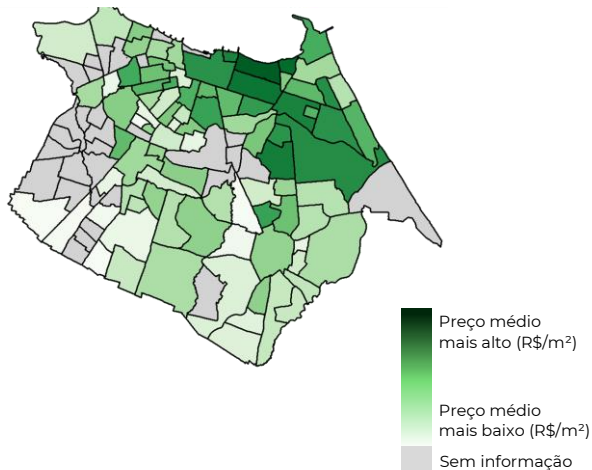 Preço médio
mais alto (R$/m²)
Preço médio
mais baixo (R$/m²)
Sem informação